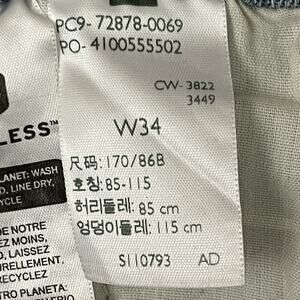 PC9- 72878-0069
PO- 4100555502
CW-3822
3449
W34
尺码: 170/86B
호칭: 85-115
허리둘레: 85 cm
엉덩이둘레: 115 cm
S110793 AD
LESS™
PLANET: WASH
D, LINE DRY,
YCLE
DE NOTRE
EZ MOINS,
D, LAISSEZ
URELLEMENT,
RECYCLEZ
TRO PLANETA: